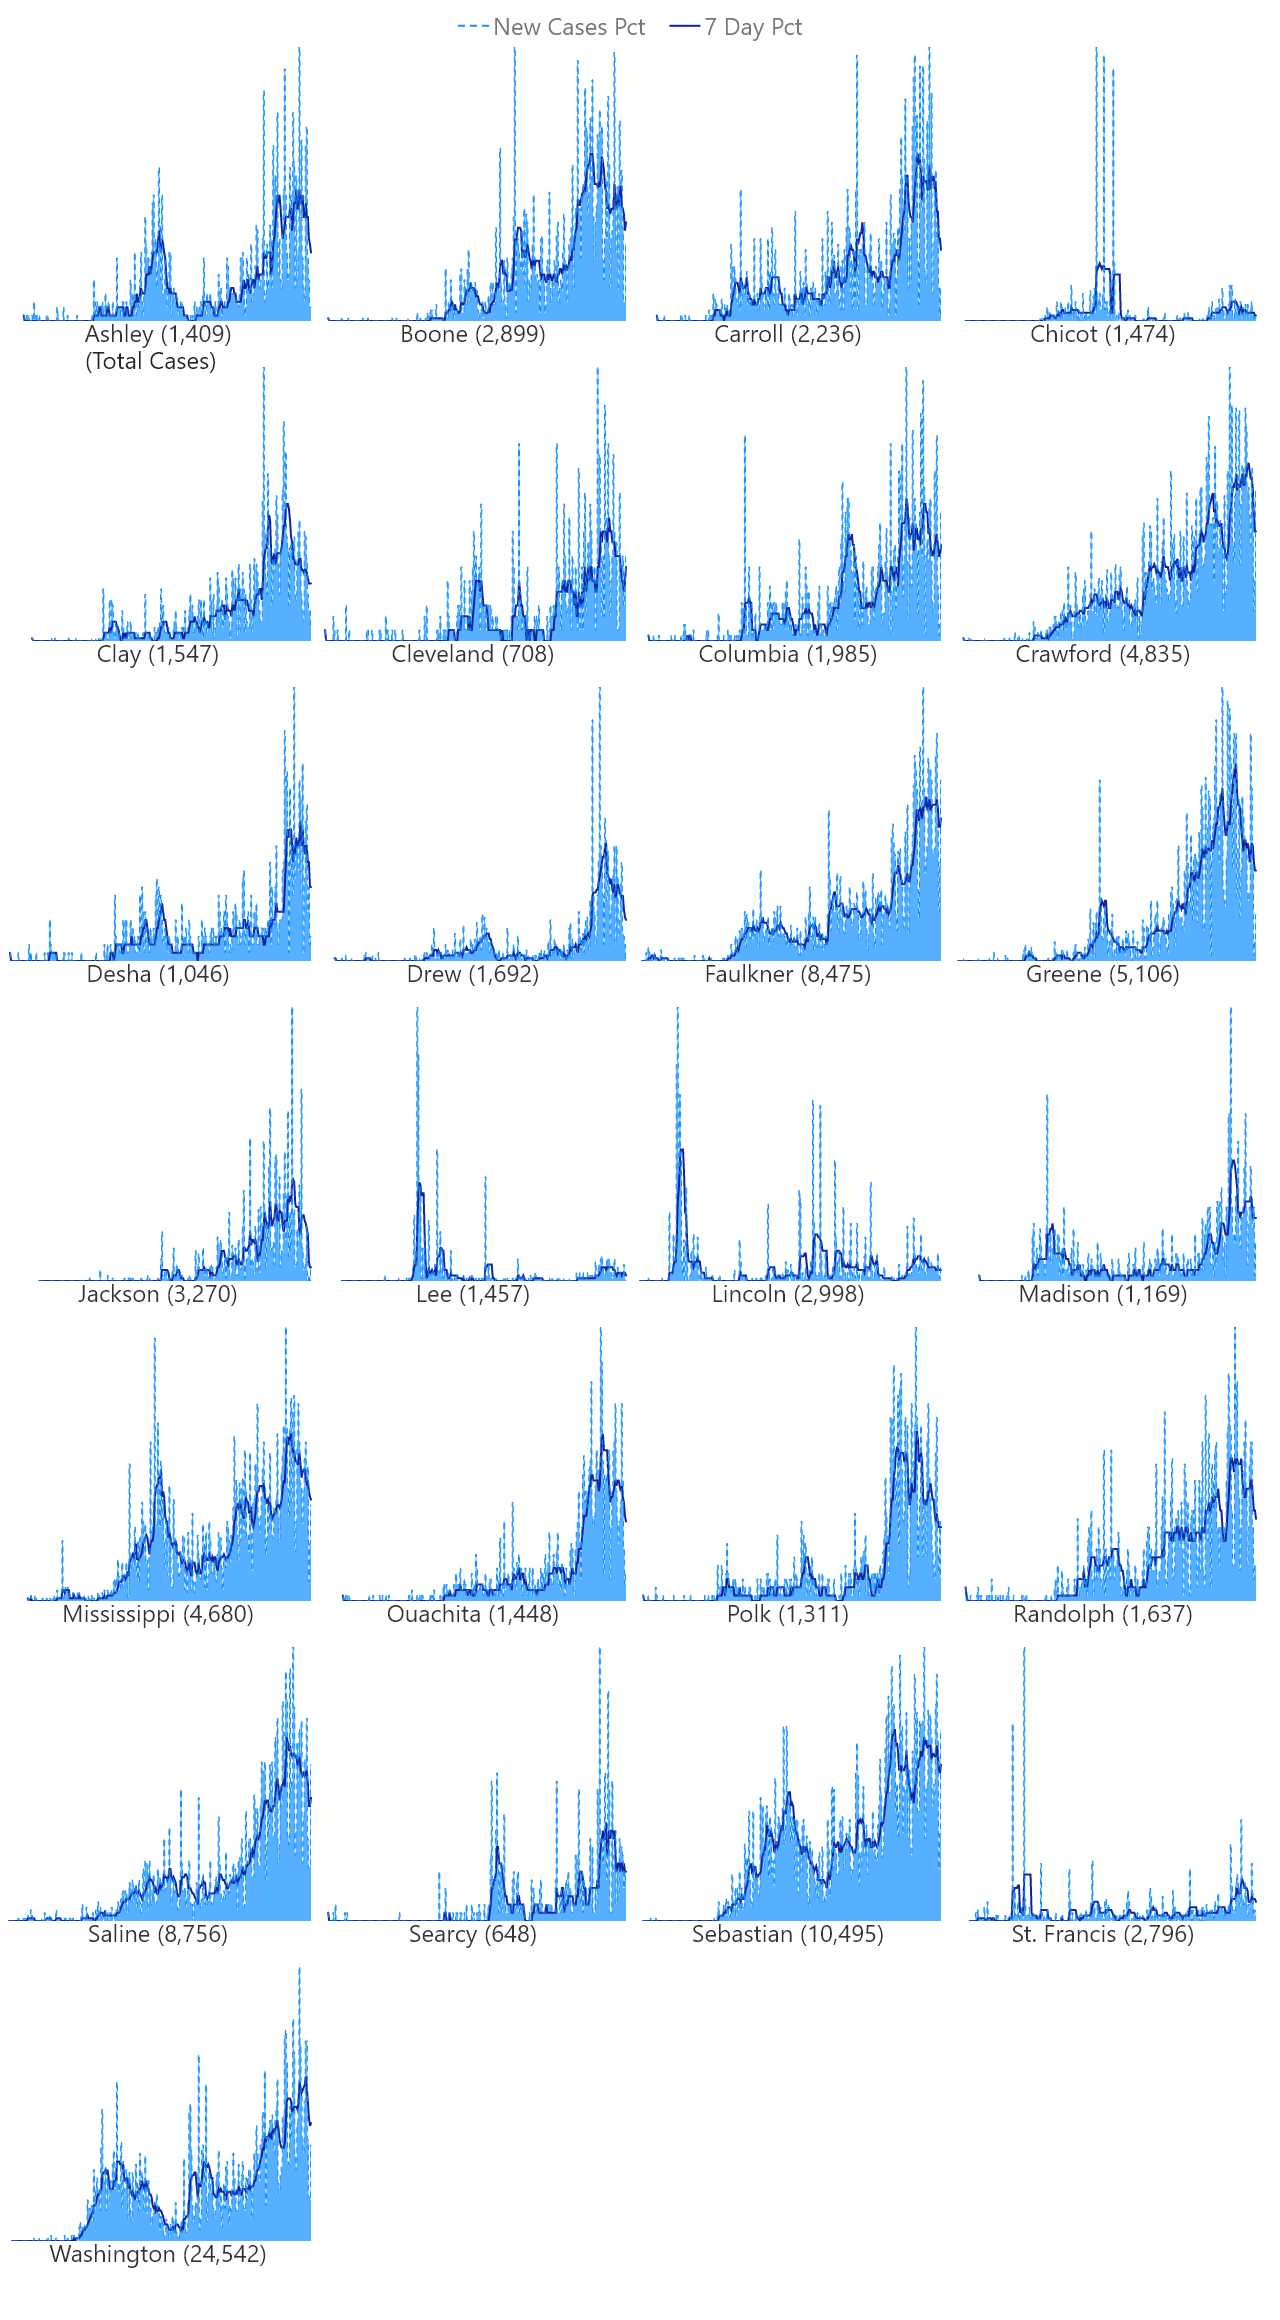 New Cases Pct 7 Day Pct
Ashley (1,409) Boone (2,899) Carroll (2,236) Chicot (1,474)
(Total Cases)
Clay (1,547) Cleveland (708) Columbia (1,985) Crawford (4,835)
Desha (1,046) Drew (1,692) Faulkner (8,475) Greene (5,106)
Jackson (3,270) Lee (1,457) Lincoln (2,998) Madison (1,169)
Mississippi (4,680) Ouachita (1,448) Polk (1,311) Randolph (1,637)
Saline (8,756) Searcy (648) Sebastian (10,495) St. Francis (2,796)
Washington (24,542)